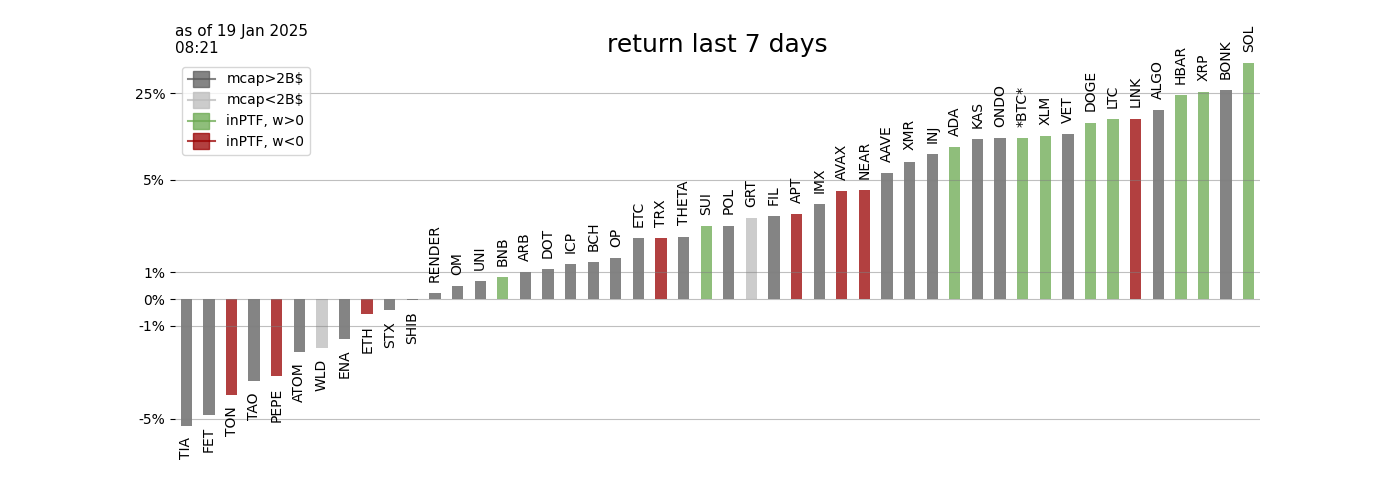 as of 19 Jan 2025
08:21
return last 7 days
mcap>2B$
mcap<2B$
inPTF, w>0
inPTF, w<0
25%
5%
1%
0%
-1%
-5%
TIA
FET
TON
TAO
PEPE
ATOM
WLD
ENA
ETH
STX
SHIB
RENDER
OM
UNI
BNB
ARB
DOT
ICP
BCH
OP
ETC
TRX
THETA
SUI
POL
GRT
FIL
APT
IMX
AVAX
NEAR
AAVE
XMR
INJ
ADA
KAS
ONDO
*BTC*
XLM
VET
DOGE
LTC
LINK
ALGO
HBAR
XRP
BONK
SOL